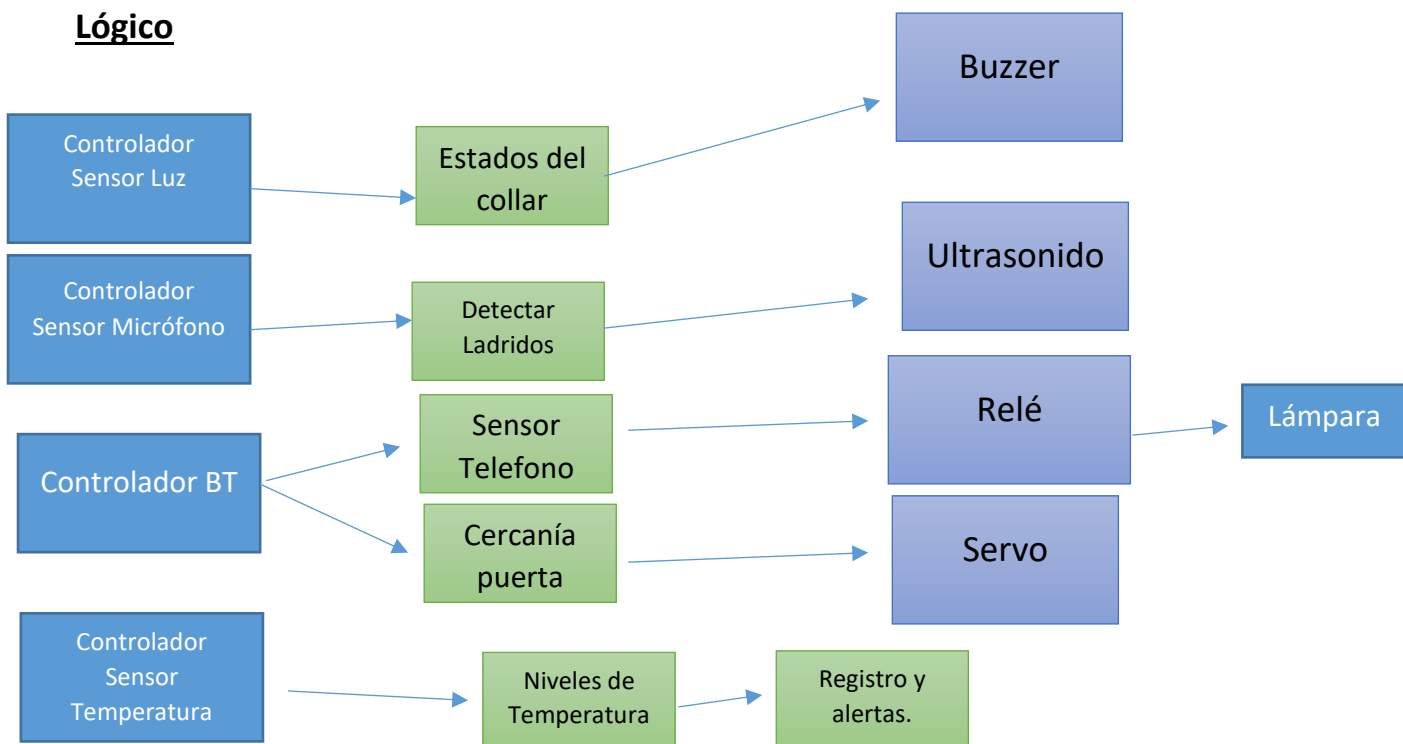 Lógico
Controlador
Sensor Luz
Estados del
collar
Buzzer
Controlador
Sensor Micrófono
Detectar
Ladridos
Ultrasonido
Controlador BT
Sensor
Telefono
Relé
Lámpara
Cercanía
puerta
Servo
Controlador
Sensor
Temperatura
Niveles de
Temperatura
Registro y
alertas.